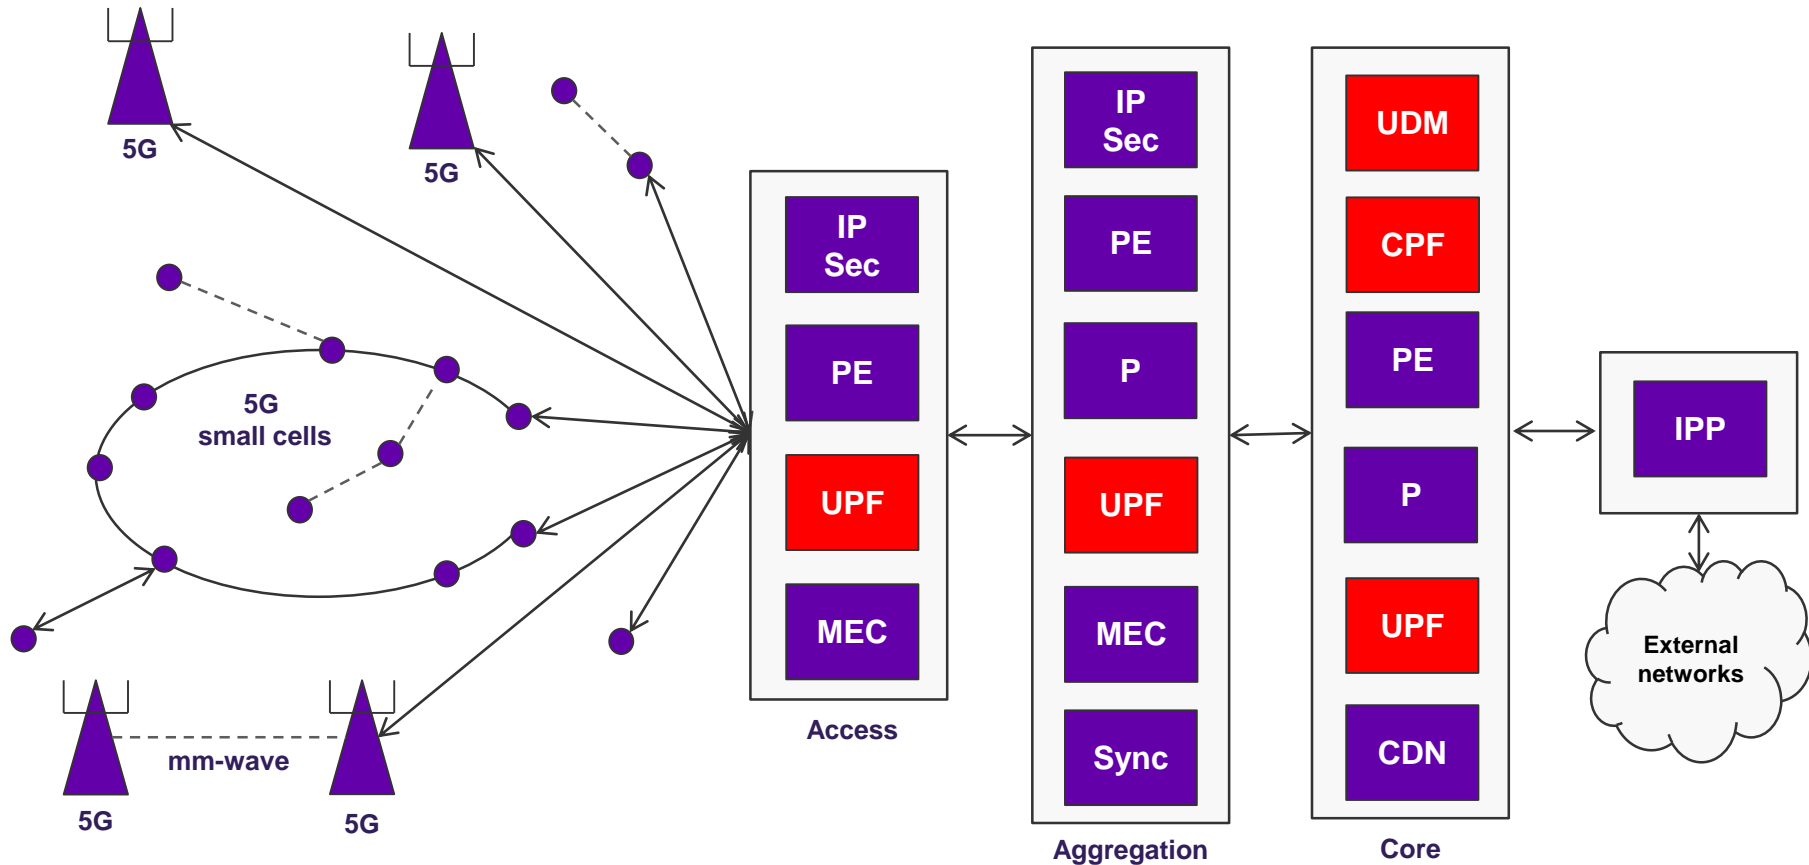 5G
5G
5G
small cells
mm-wave
5G
5G
IP
Sec
PE
UPF
MEC
Access
IP
Sec
PE
P
UPF
MEC
Sync
Aggregation
UDM
CPF
PE
P
UPF
CDN
Core
IPP
External
networks